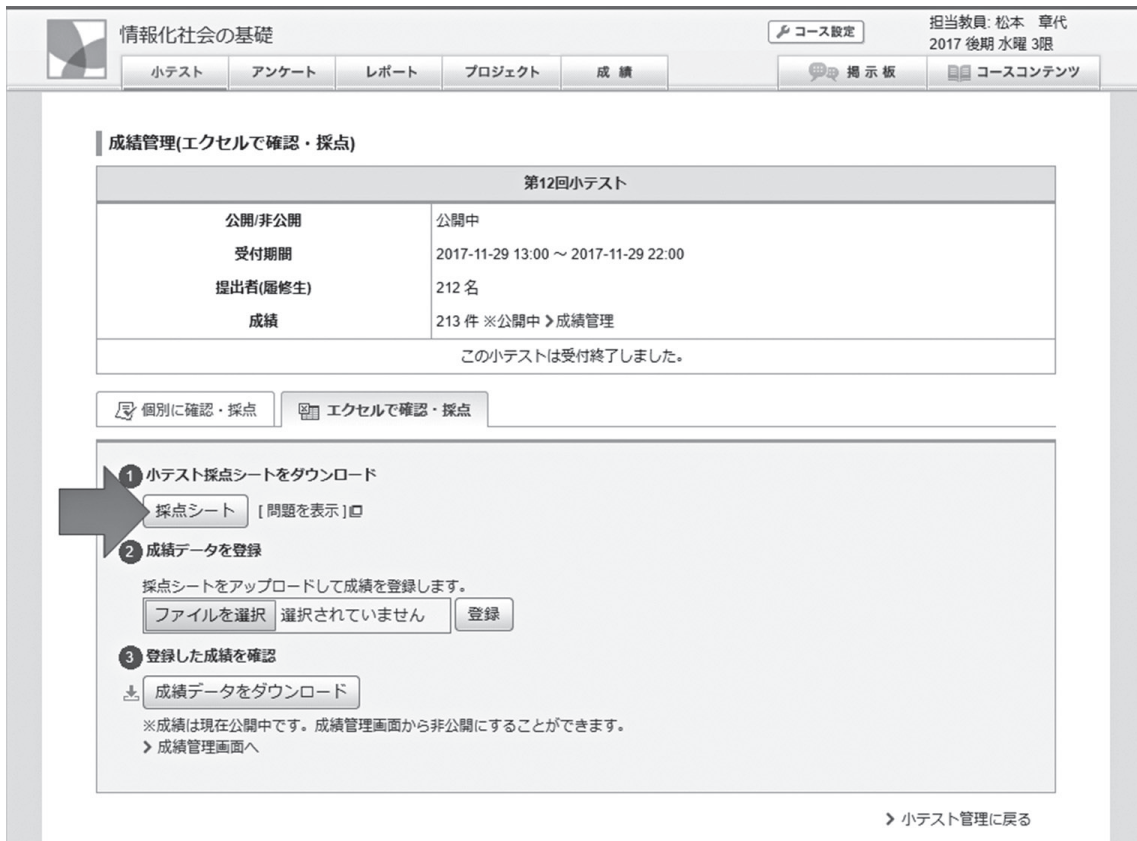 情報化社会の基礎
コース設定
担当教員: 松本　章代
2017 後期 水曜 3限
小テスト アンケート レポート プロジェクト 成 績 掲 示 板 コースコンテンツ
成績管理(エクセルで確認・採点)
第12回小テスト
公開/非公開 公開中
受付期間 2017-11-29 13:00 ～ 2017-11-29 22:00
提出者(履修生) 212 名
成績 213 件 ※公開中 > 成績管理
この小テストは受付終了しました。
個別に確認・採点 エクセルで確認・採点
1 小テスト採点シートをダウンロード
採点シート [ 問題を表示 ]
2 成績データを登録
採点シートをアップロードして成績を登録します。
ファイルを選択 選択されていません 登録
3 登録した成績を確認
成績データをダウンロード
※成績は現在公開中です。成績管理画面から非公開にすることができます。
> 成績管理画面へ
> 小テスト管理に戻る